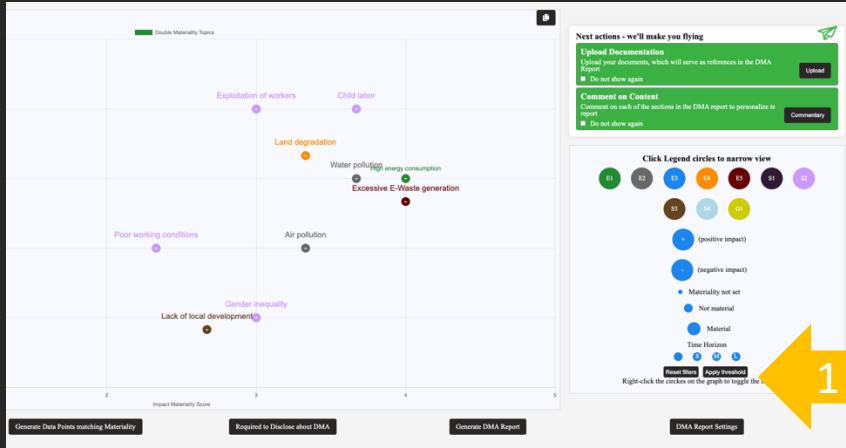 Double Materiality Topics
Exploitation of workers
Child labor
Land degradation
Water pollution
High energy consumption
Excessive E-Waste generation
Poor working conditions
Air pollution
Gender inequality
Lack of local development
2
3
4
5
Impact Materiality Score
Next actions - we'll make you flying
Upload Documentation
Upload your documents, which will serve as references in the DMA
Report
Do not show again
Upload
Comment on Content
Comment on each of the sections in the DMA report to personalize te
report
Do not show again
Commentary
Click Legend circles to narrow view
E1 E2 E3 E4 E5 S1 S2
S3 S4 G1
+ (positive impact)
- (negative impact)
Materiality not set
Not material
Material
Time Horizon
S M L
Reset filters Apply threshold
Right-click the circkes on the graph to toggle the
1
Generate Data Points matching Materiality
Required to Disclose about DMA
Generate DMA Report
DMA Report Settings